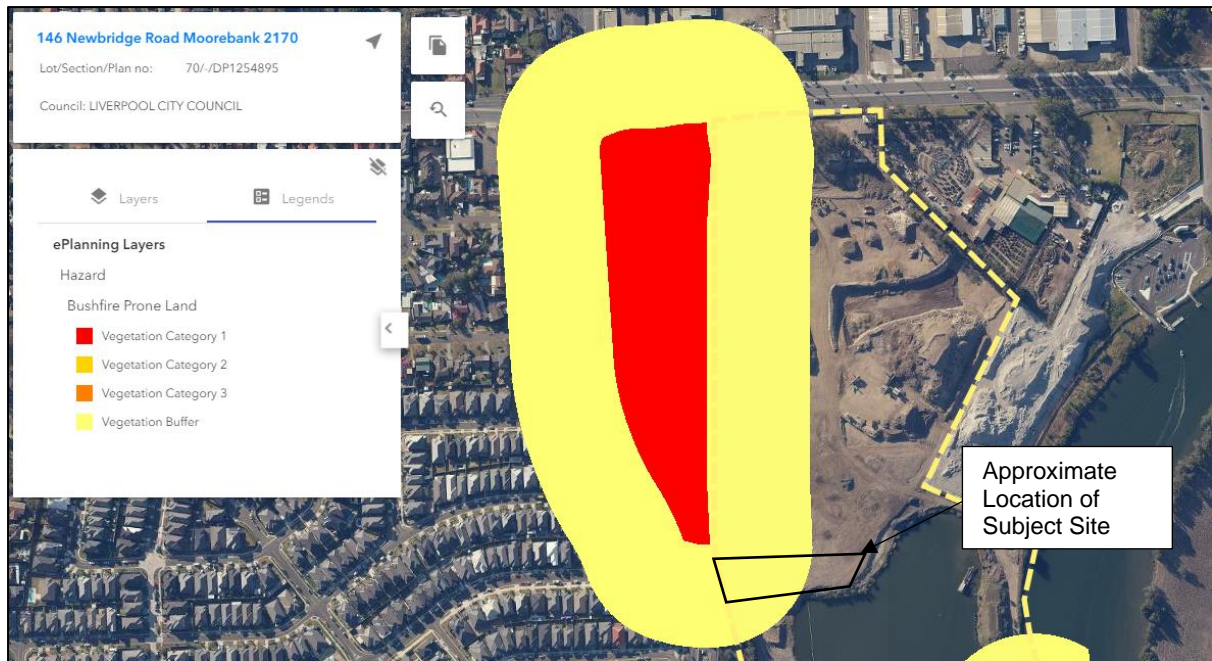 146 Newbridge Road Moorebank 2170
Lot/Section/Plan no: 70/-/DP1254895
Council: LIVERPOOL CITY COUNCIL
Layers
Legends
ePlanning Layers
Hazard
Bushfire Prone Land
Vegetation Category 1
Vegetation Category 2
Vegetation Category 3
Vegetation Buffer
Approximate
Location of
Subject Site